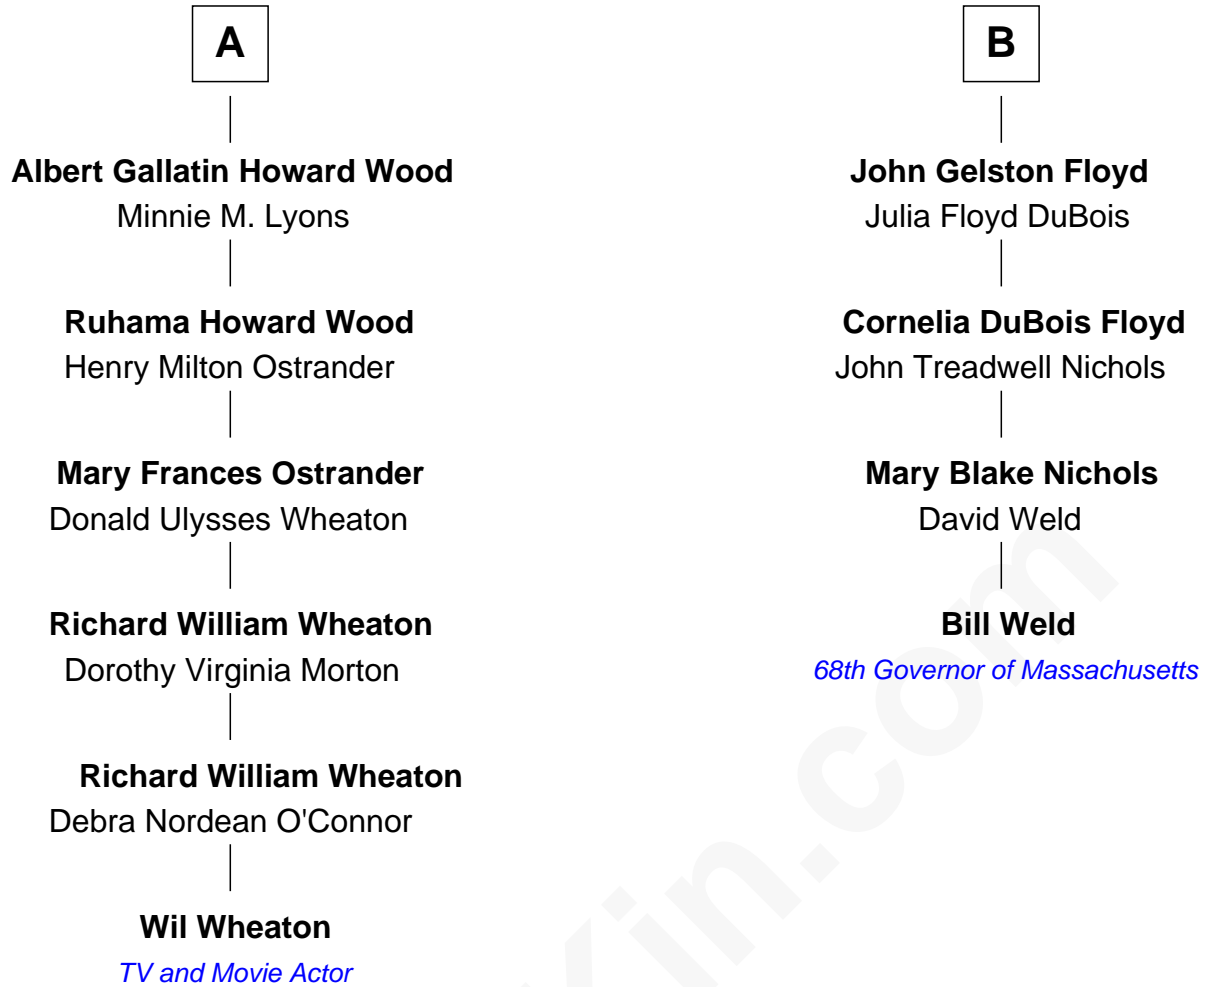 A
Albert Gallatin Howard Wood
Minnie M. Lyons
Ruhama Howard Wood
Henry Milton Ostrander
Mary Frances Ostrander
Donald Ulysses Wheaton
Richard William Wheaton
Dorothy Virginia Morton
Richard William Wheaton
Debra Nordean O'Connor
Wil Wheaton
TV and Movie Actor
B
John Gelston Floyd
Julia Floyd DuBois
Cornelia DuBois Floyd
John Treadwell Nichols
Mary Blake Nichols
David Weld
Bill Weld
68th Governor of Massachusetts
Kin.com